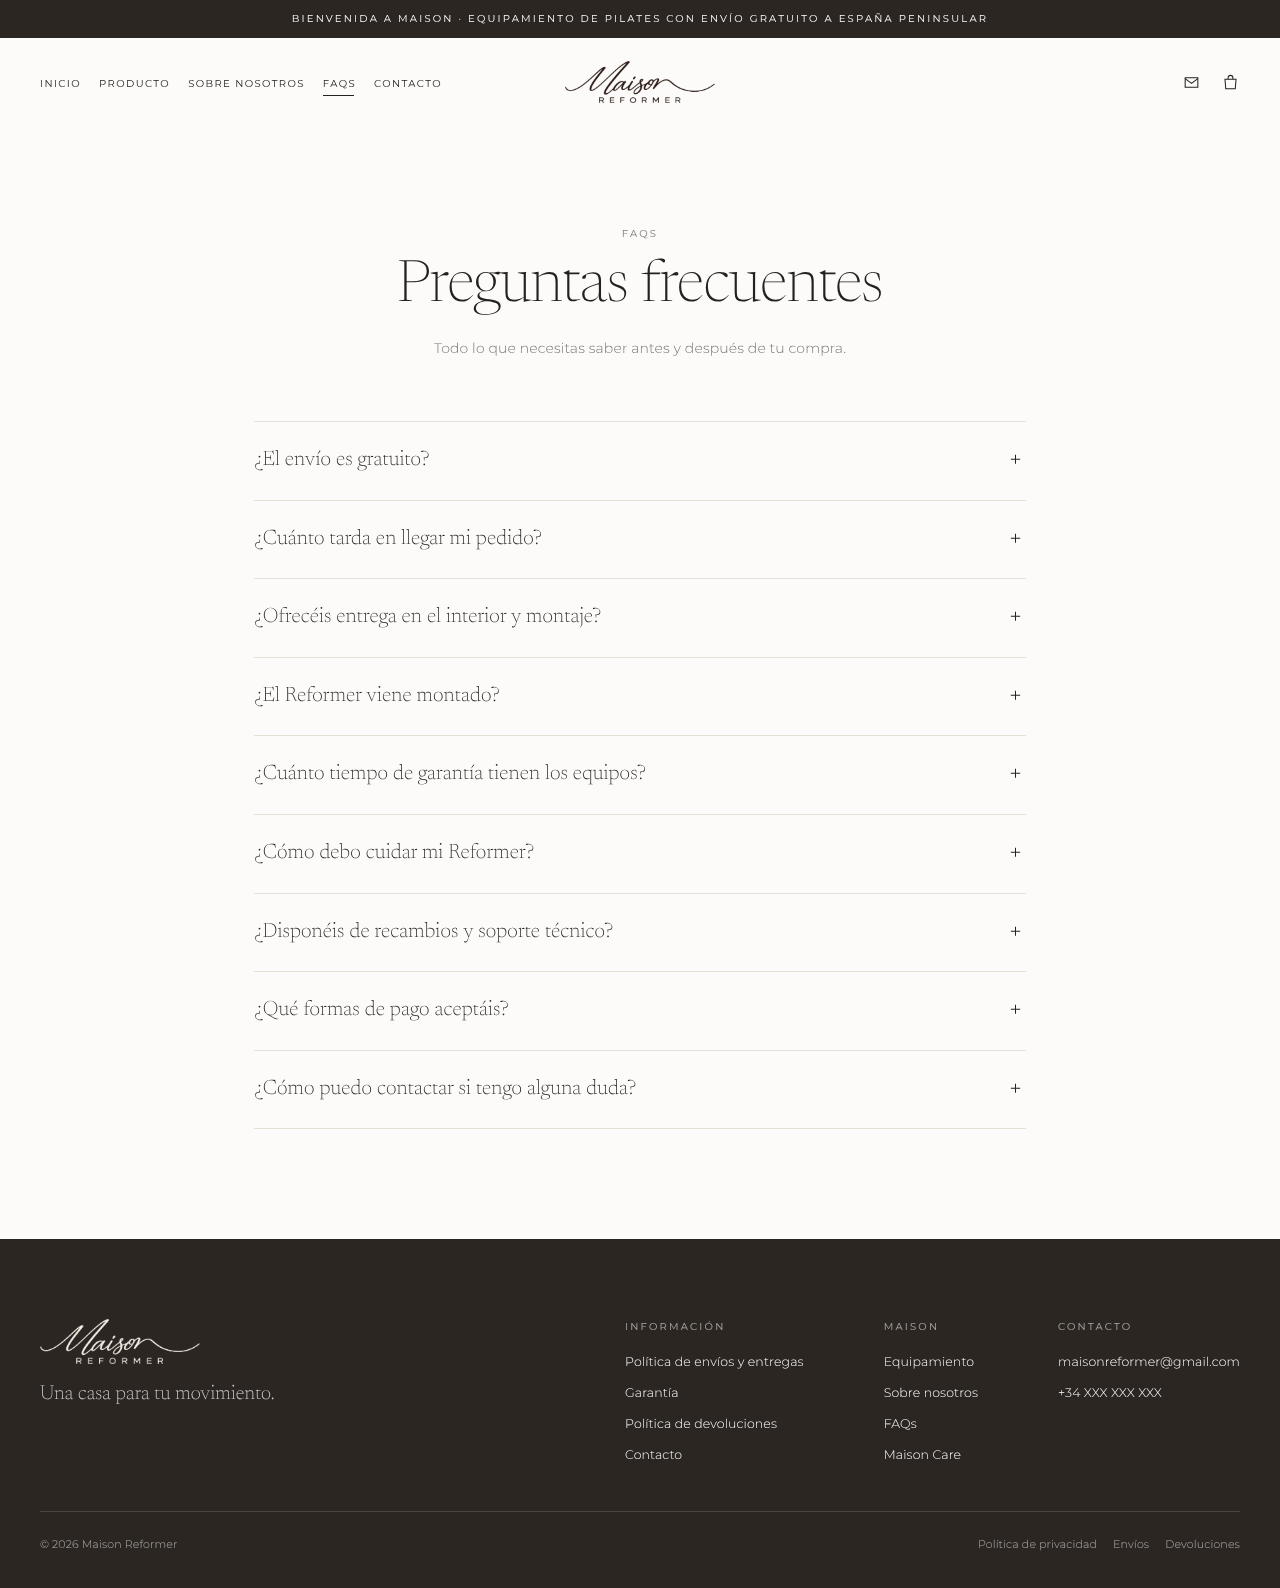 BIENVENIDA A MAISON · EQUIPAMIENTO DE PILATES CON ENVÍO GRATUITO A ESPAÑA PENINSULAR
INICIO PRODUCTO SOBRE NOSOTROS FAQS CONTACTO
Maison
REFORMER
FAQS
Preguntas frecuentes
Todo lo que necesitas saber antes y después de tu compra.
¿El envío es gratuito? +
¿Cuánto tarda en llegar mi pedido? +
¿Ofrecéis entrega en el interior y montaje? +
¿El Reformer viene montado? +
¿Cuánto tiempo de garantía tienen los equipos? +
¿Cómo debo cuidar mi Reformer? +
¿Disponéis de recambios y soporte técnico? +
¿Qué formas de pago aceptáis? +
¿Cómo puedo contactar si tengo alguna duda? +
Maison
REFORMER
Una casa para tu movimiento.
INFORMACIÓN
Política de envíos y entregas
Garantía
Política de devoluciones
Contacto
MAISON
Equipamiento
Sobre nosotros
FAQs
Maison Care
CONTACTO
maisonreformer@gmail.com
+34 XXX XXX XXX
© 2026 Maison Reformer
Política de privacidad Envíos Devoluciones